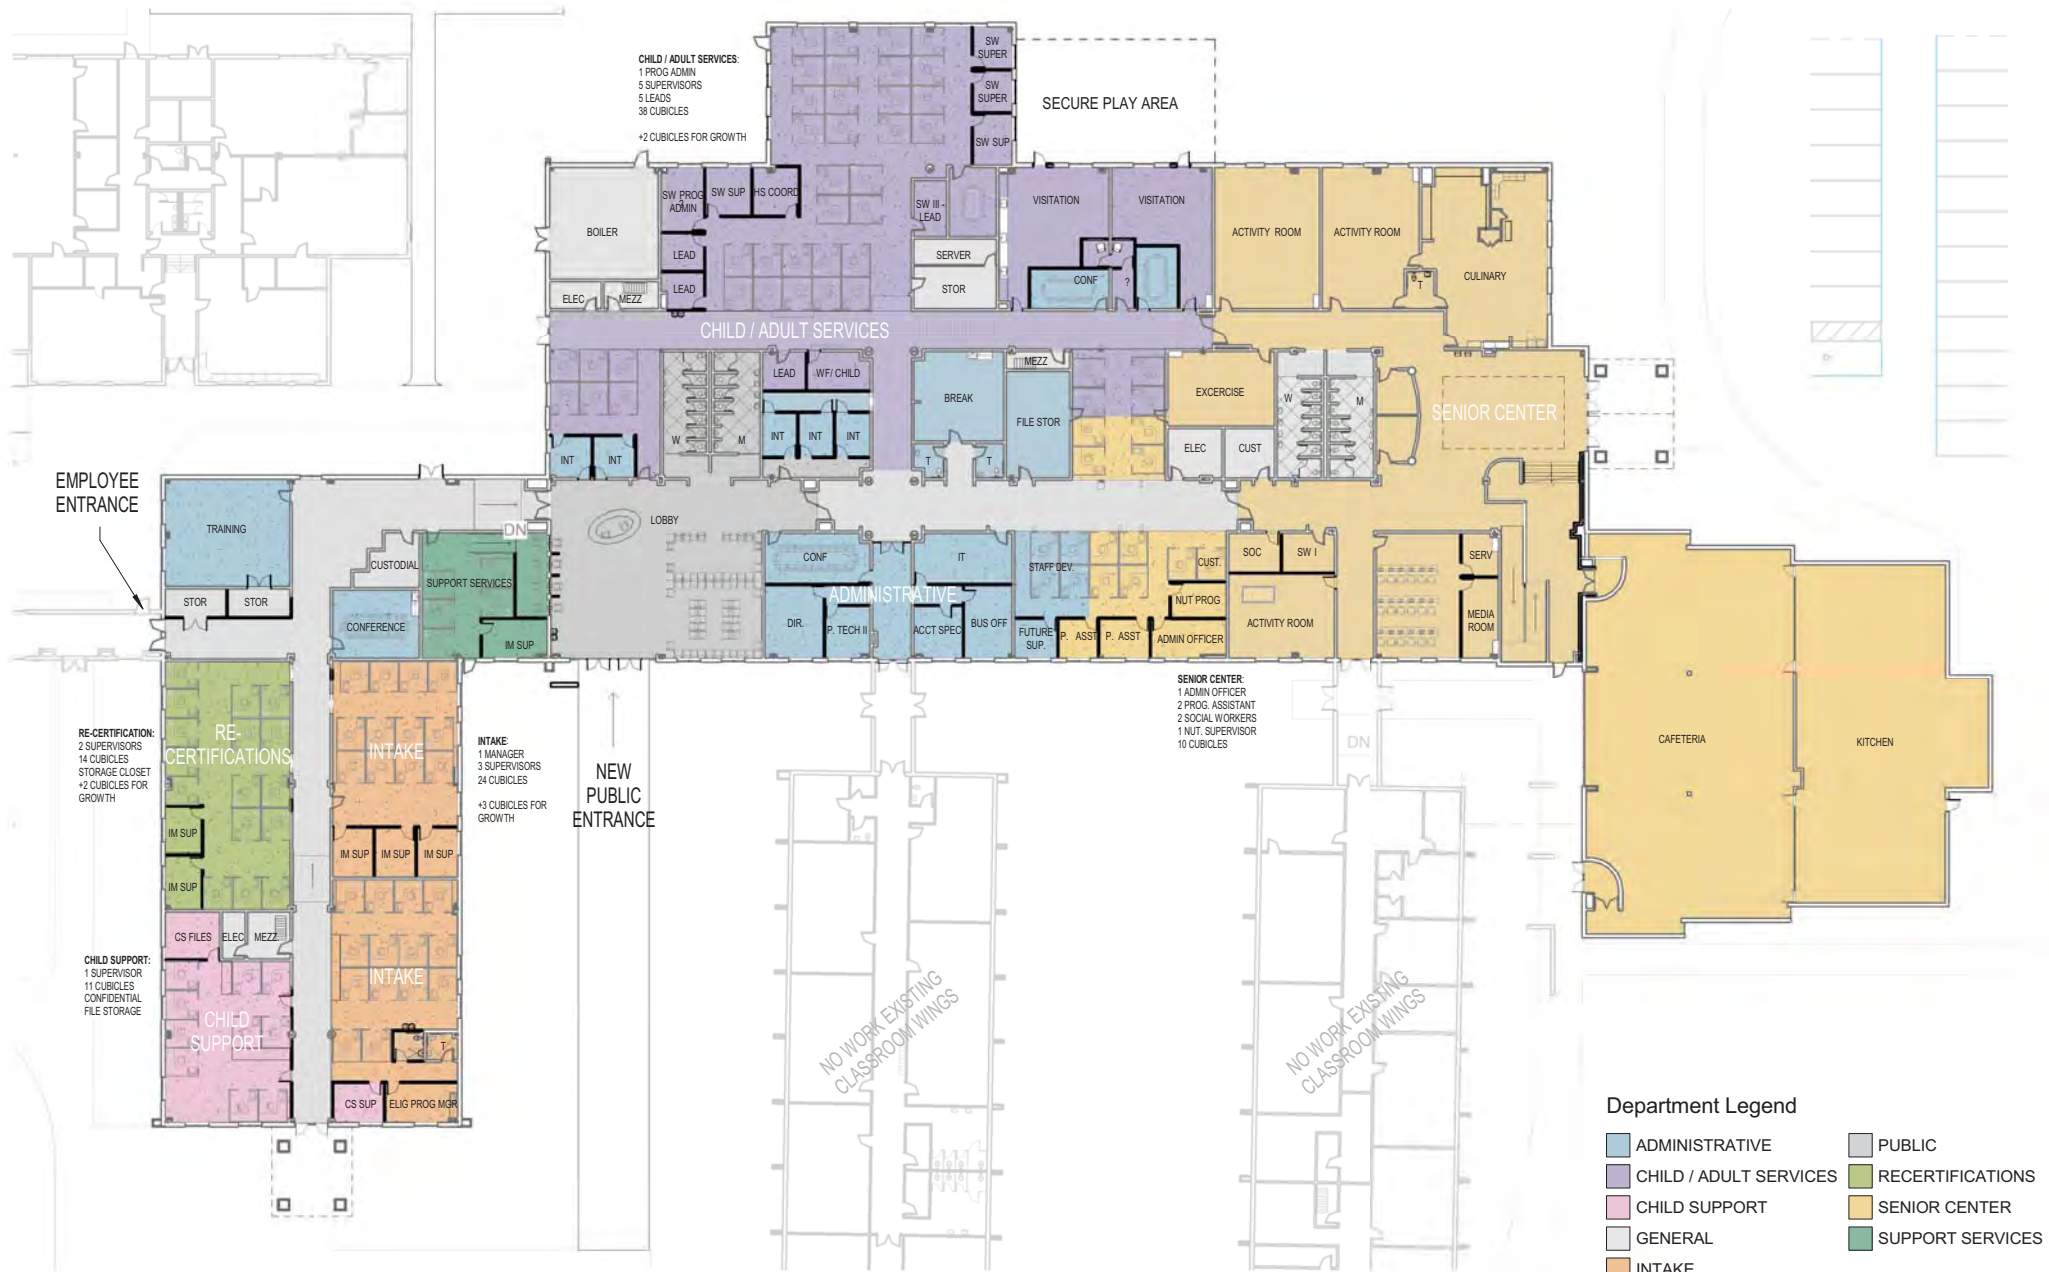 CHILD / ADULT SERVICES:
1 PROG ADMIN
5 SUPERVISORS
5 LEADS
38 CUBICLES
+2 CUBICLES FOR GROWTH
SW
SUPER
SW
SUPER
SW SUP
SECURE PLAY AREA
BOILER
SW PROG
ADMIN
SW SUP
HS COORD
SW III -
LEAD
VISITATION
VISITATION
ACTIVITY ROOM
ACTIVITY ROOM
CULINARY
LEAD
LEAD
SERVER
STOR
CONF
?
T
ELEC
MEZZ
CHILD / ADULT SERVICES
LEAD
WF/ CHILD
BREAK
MEZZ
FILE STOR
EXCERCISE
W
M
SENIOR CENTER
W
M
INT
INT
INT
INT
INT
T
T
ELEC
CUST
EMPLOYEE
ENTRANCE
TRAINING
DN
LOBBY
CUSTODIAL
SUPPORT SERVICES
CONF
IT
STAFF DEV.
CUST.
SOC
SW I
SERV
STOR
STOR
CONFERENCE
IM SUP
ADMINISTRATIVE
DIR.
P. TECH II
ACCT SPEC
BUS OFF
FUTURE
SUP.
P. ASST
P. ASST
NUT PROG
ADMIN OFFICER
ACTIVITY ROOM
MEDIA
ROOM
SENIOR CENTER:
1 ADMIN OFFICER
2 PROG. ASSISTANT
2 SOCIAL WORKERS
1 NUT. SUPERVISOR
10 CUBICLES
RE-CERTIFICATION:
2 SUPERVISORS
14 CUBICLES
STORAGE CLOSET
+2 CUBICLES FOR
GROWTH
RE-
CERTIFICATIONS
INTAKE
INTAKE:
1 MANAGER
3 SUPERVISORS
24 CUBICLES
+3 CUBICLES FOR
GROWTH
NEW
PUBLIC
ENTRANCE
DN
CAFETERIA
KITCHEN
IM SUP
IM SUP
IM SUP
IM SUP
IM SUP
CS FILES
ELEC
MEZZ
CHILD SUPPORT:
1 SUPERVISOR
11 CUBICLES
CONFIDENTIAL
FILE STORAGE
CHILD
SUPPORT
INTAKE
T
CS SUP
ELIG PROG MGR
NO WORK EXISTING
CLASSROOM WINGS
NO WORK EXISTING
CLASSROOM WINGS
Department Legend
ADMINISTRATIVE
CHILD / ADULT SERVICES
CHILD SUPPORT
GENERAL
INTAKE
PUBLIC
RECERTIFICATIONS
SENIOR CENTER
SUPPORT SERVICES